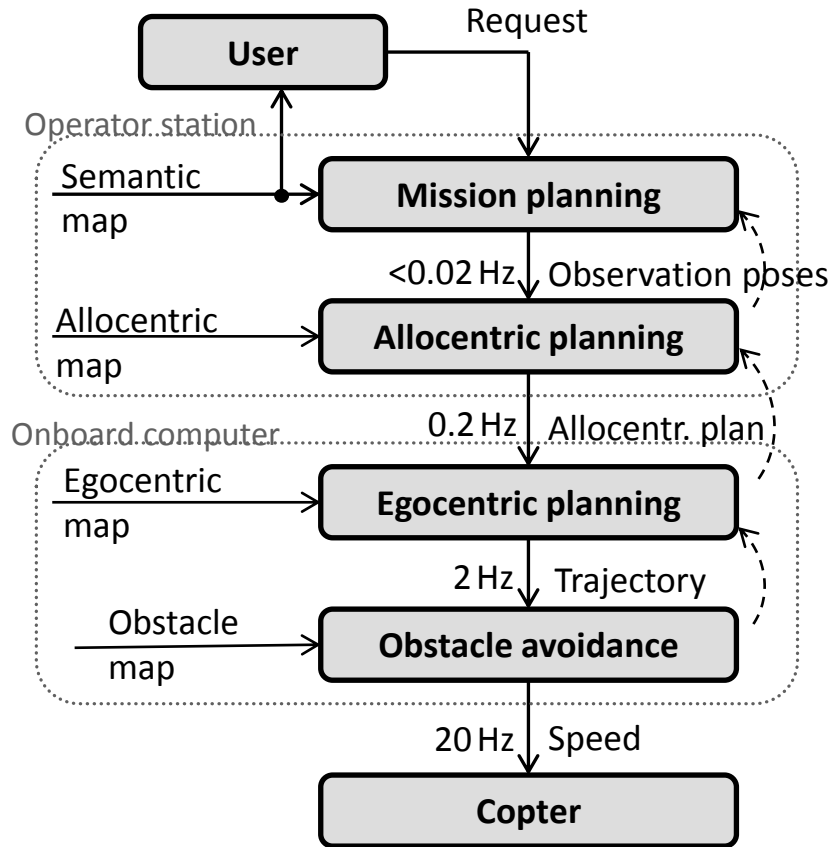 Request
User
Operator station
Semantic
map
Mission planning
<0.02 Hz
Observation poses
Allocentric
map
Allocentric planning
0.2 Hz
Allocentr. plan
Onboard computer
Egocentric
map
Egocentric planning
2 Hz
Trajectory
Obstacle
map
Obstacle avoidance
20 Hz
Speed
Copter